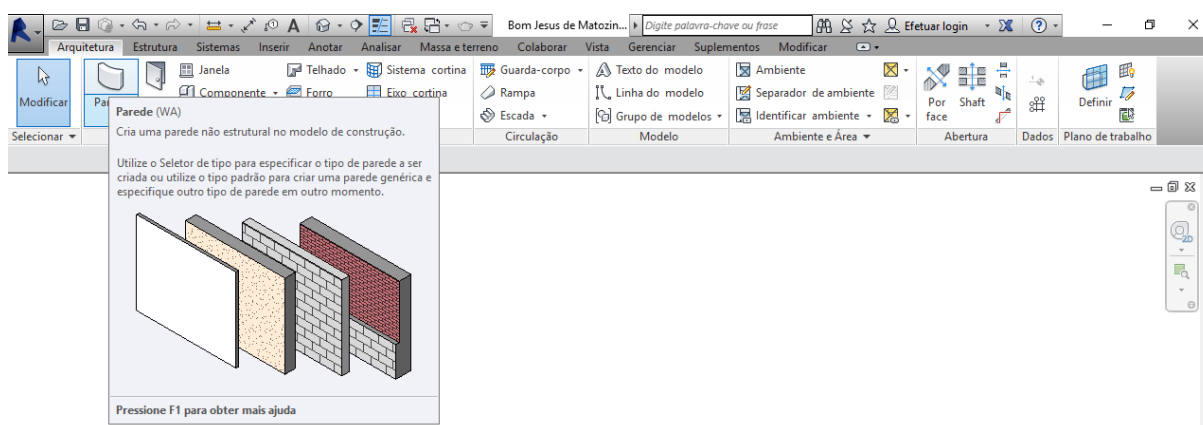 Bom Jesus de Matozin... Digite palavra-chave ou frase Efetuar login
Arquitetura Estrutura Sistemas Inserir Anotar Analisar Massa e terreno Colaborar Vista Gerenciar Suplementos Modificar
Janela Telhado Sistema cortina Guarda-corpo Texto do modelo Ambiente
Modificar Componente Forro Eixo cortina Rampa Linha do modelo Separador de ambiente Por face Shaft Definir
Escada Grupo de modelos Identificar ambiente
Selecionar Circulação Modelo Ambiente e Área Abertura Dados Plano de trabalho
Parede (WA)
Cria uma parede não estrutural no modelo de construção.
Utilize o Seletor de tipo para especificar o tipo de parede a ser
criada ou utilize o tipo padrão para criar uma parede genérica e
especifique outro tipo de parede em outro momento.
2D
Pressione F1 para obter mais ajuda